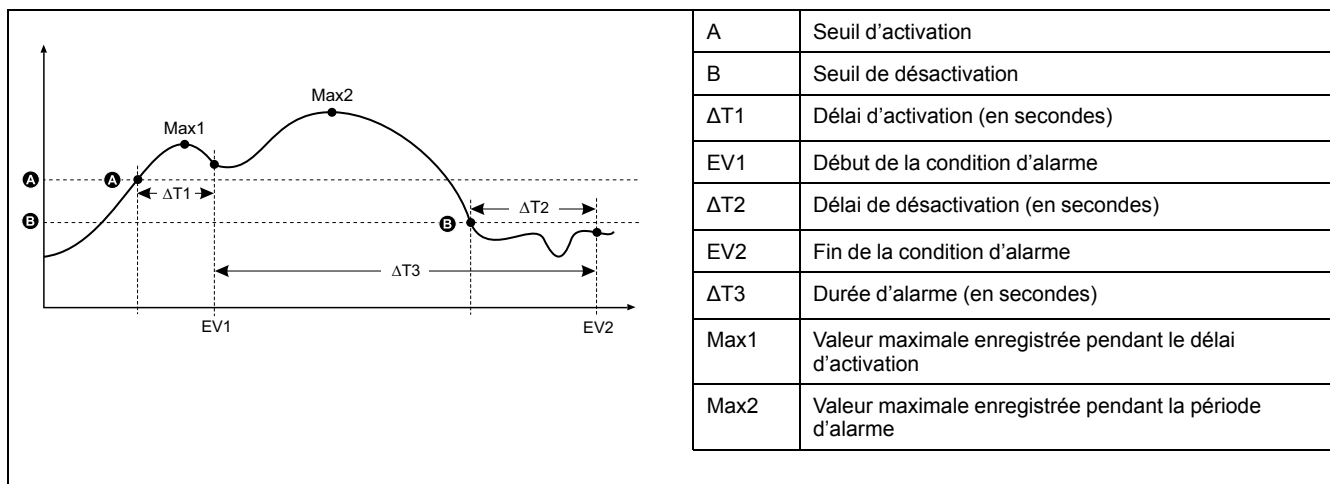 Max2
Max1
A
A
ΔT1
B
B
ΔT2
ΔT3
EV1
EV2
A Seuil d'activation
B Seuil de désactivation
ΔT1 Délai d'activation (en secondes)
EV1 Début de la condition d'alarme
ΔT2 Délai de désactivation (en secondes)
EV2 Fin de la condition d'alarme
ΔT3 Durée d'alarme (en secondes)
Max1 Valeur maximale enregistrée pendant le délai
d'activation
Max2 Valeur maximale enregistrée pendant la période
d'alarme